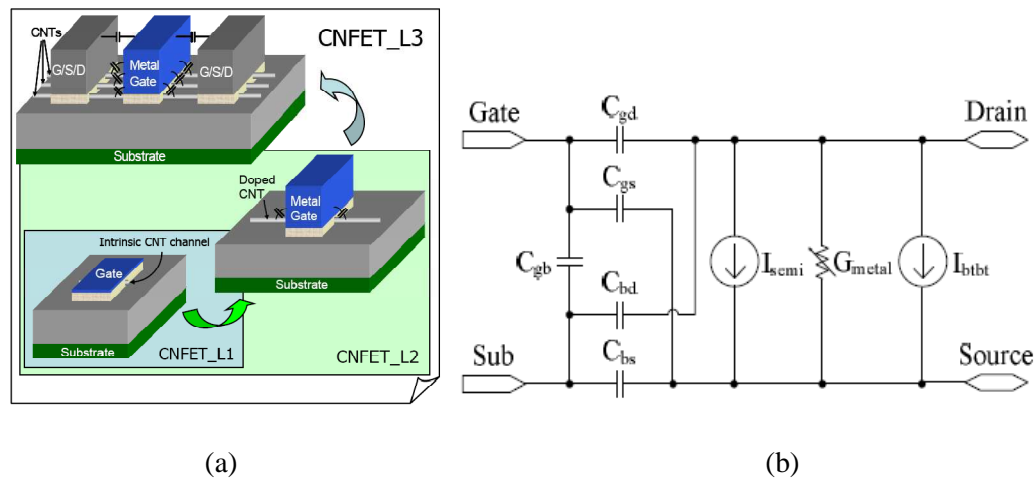 CNTs
CNFET_L3
G/S/D
Metal
Gate
G/S/D
Substrate
Doped
CNT
Metal
Gate
Intrinsic CNT channel
Gate
Substrate
Substrate
CNFET_L1
CNFET_L2
(a)
Gate
Cgd
Drain
Cgs
Cgb
Isemi
Gmetal
Ibtbt
Cbd
Sub
Cbs
Source
(b)